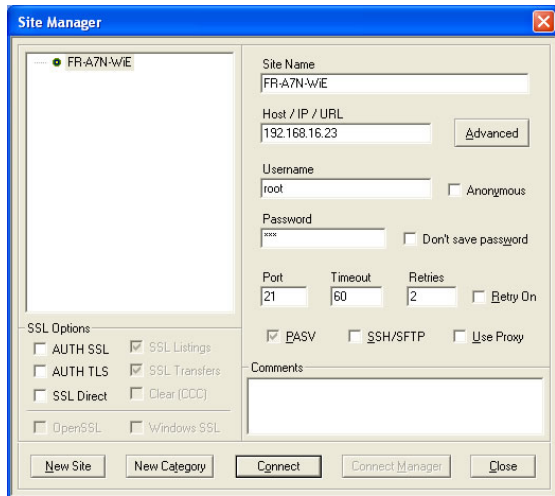 Site Manager
FR-A7N-WiE
Site Name
FR-A7N-WiE
Host / IP / URL
192.168.16.23
Advanced
Username
root
Anonymous
Password
***
Don't save password
Port Timeout Retries
21 60 2 Retry On
PASV SSH/SFTP Use Proxy
SSL Options
AUTH SSL SSL Listings
AUTH TLS SSL Transfers
SSL Direct Clear (CCC)
OpenSSL Windows SSL
Comments
New Site New Category Connect Connect Manager Close